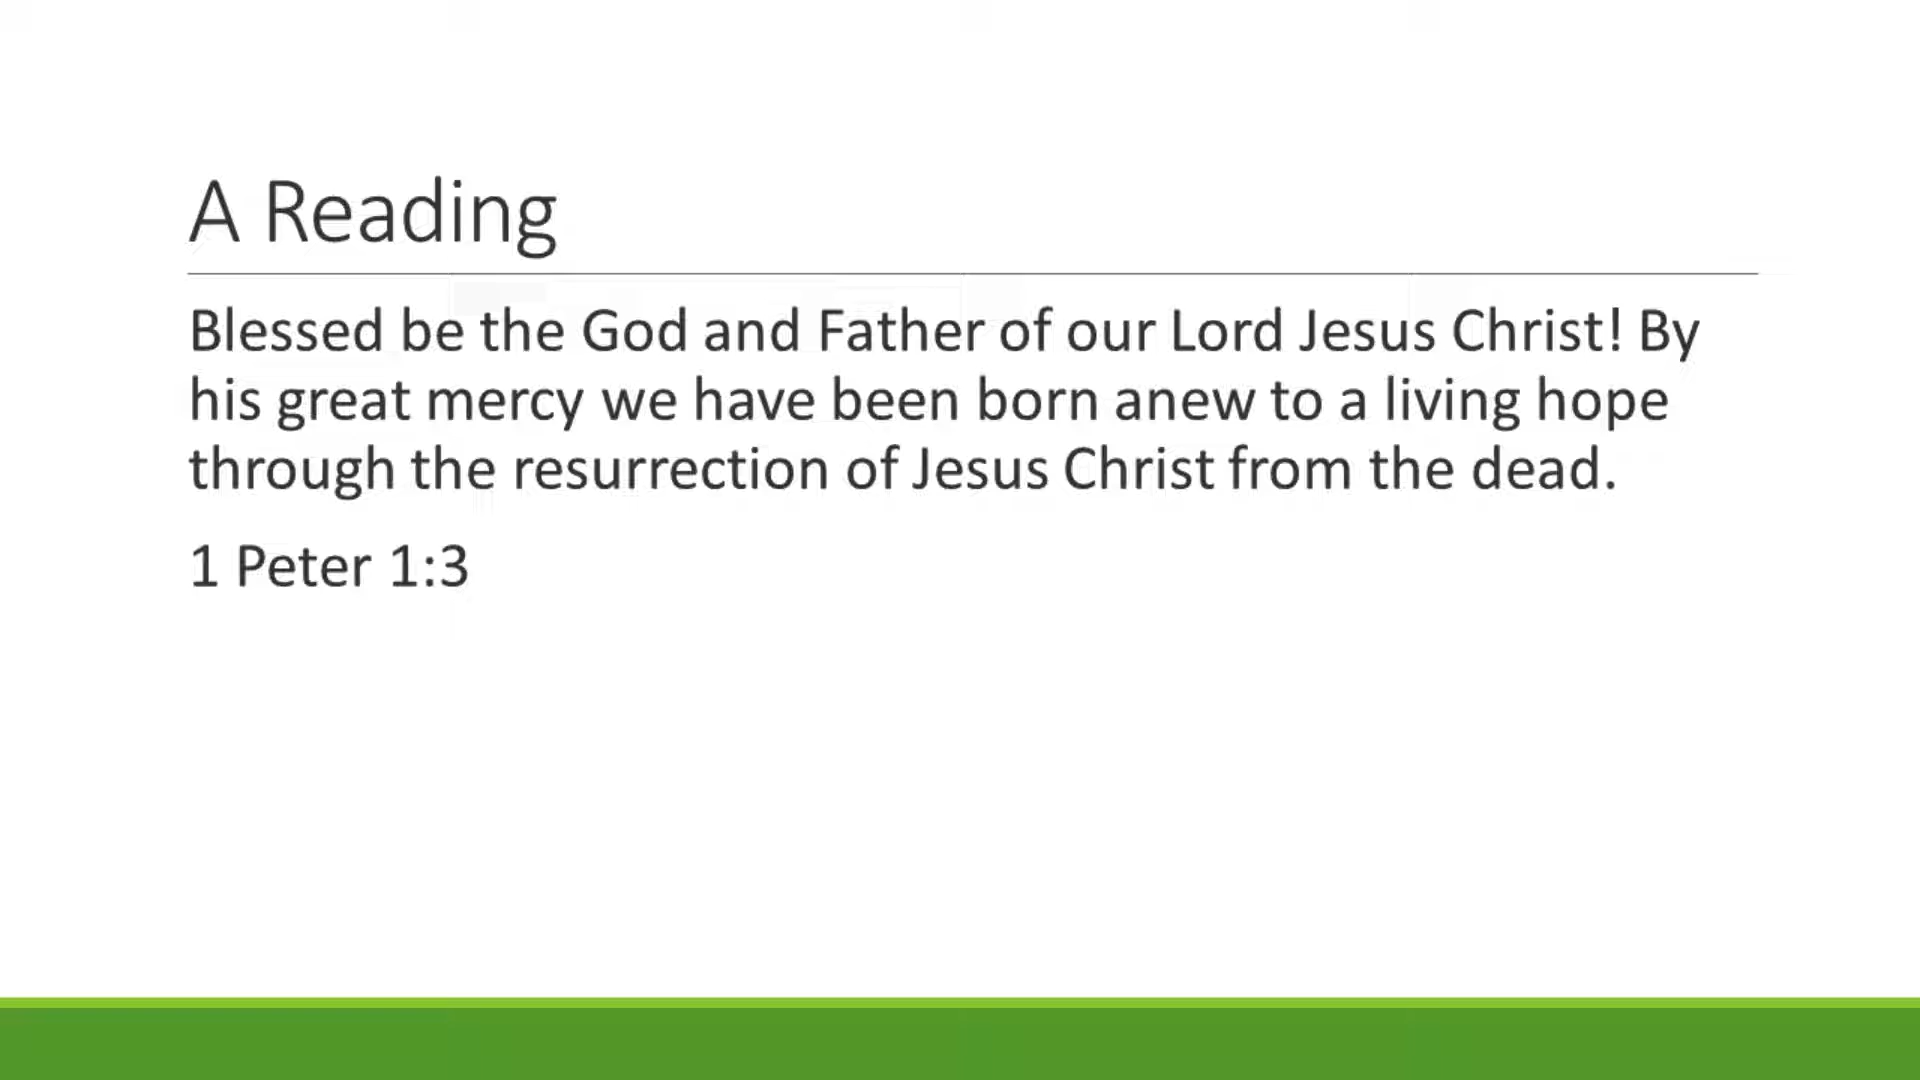 A Reading
Blessed be the God and Father of our Lord Jesus Christ! By
his great mercy we have been born anew to a living hope
through the resurrection of Jesus Christ from the dead.
1 Peter 1:3